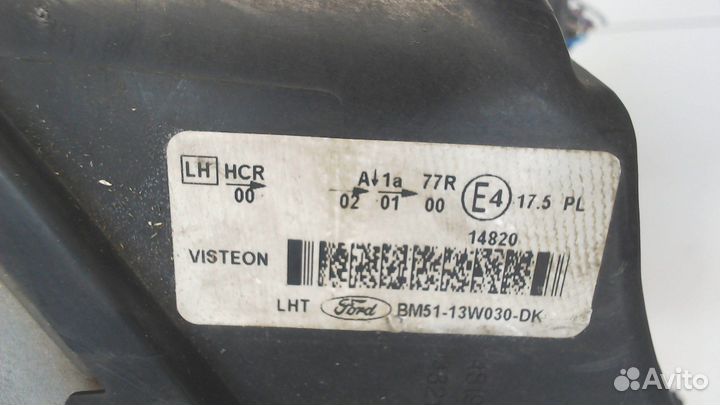 LH HCR A↓1a 77R
00 02 01 00 E4 17.5 PL
14820
VISTEON
LHT Ford BM51-13W030-DK
Avito